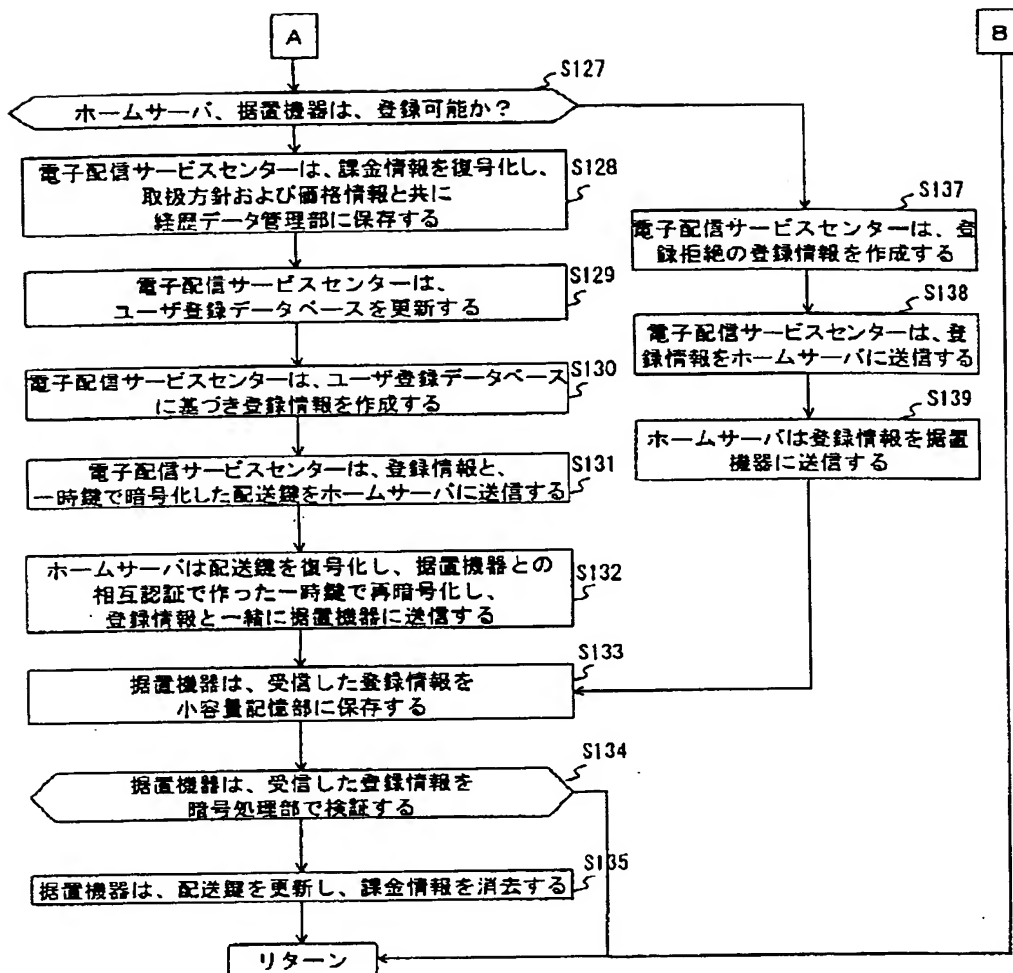 A
B
S127
ホームサーバ、据置機器は、登録可能か?
S128
電子配信サービスセンターは、課金情報を復号化し、
取扱方針および価格情報と共に
経歴データ管理部に保存する
S129
電子配信サービスセンターは、
ユーザ登録データベースを更新する
S130
電子配信サービスセンターは、ユーザ登録データベース
に基づき登録情報を作成する
S131
電子配信サービスセンターは、登録情報と、
一時鍵で暗号化した配送鍵をホームサーバに送信する
S132
ホームサーバは配送鍵を復号化し、据置機器との
相互認証で作った一時鍵で再暗号化し、
登録情報と一緒に据置機器に送信する
S133
据置機器は、受信した登録情報を
小容量記憶部に保存する
S134
据置機器は、受信した登録情報を
暗号処理部で検証する
S135
据置機器は、配送鍵を更新し、課金情報を消去する
リターン
S137
電子配信サービスセンターは、登
録拒絶の登録情報を作成する
S138
電子配信サービスセンターは、登
録情報をホームサーバに送信する
S139
ホームサーバは登録情報を据置
機器に送信する